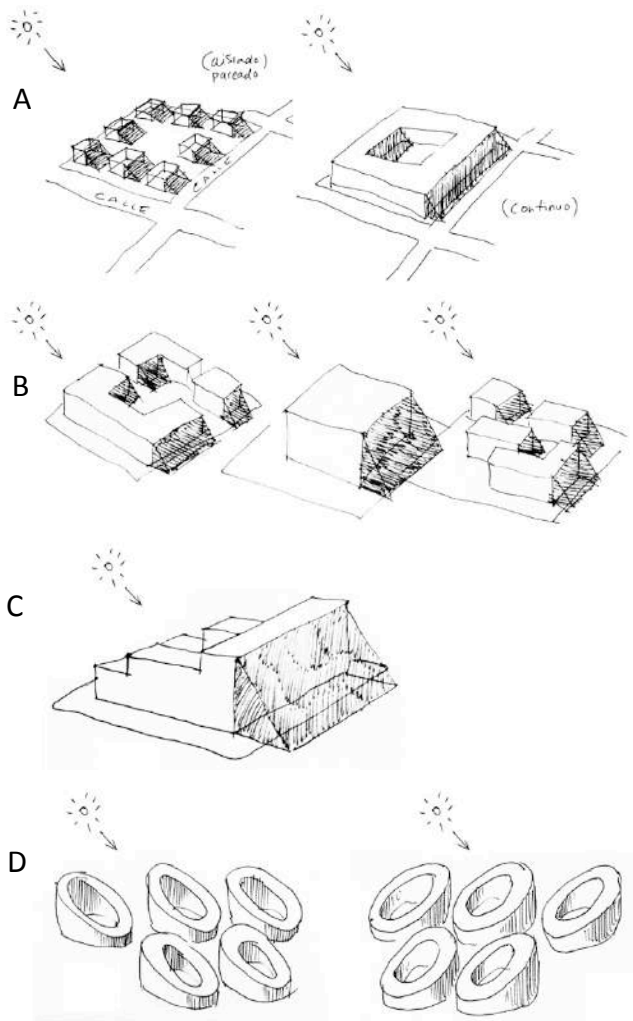 (aislado)
pareado
A
CALLE
CALLE
(continuo)
B
C
D